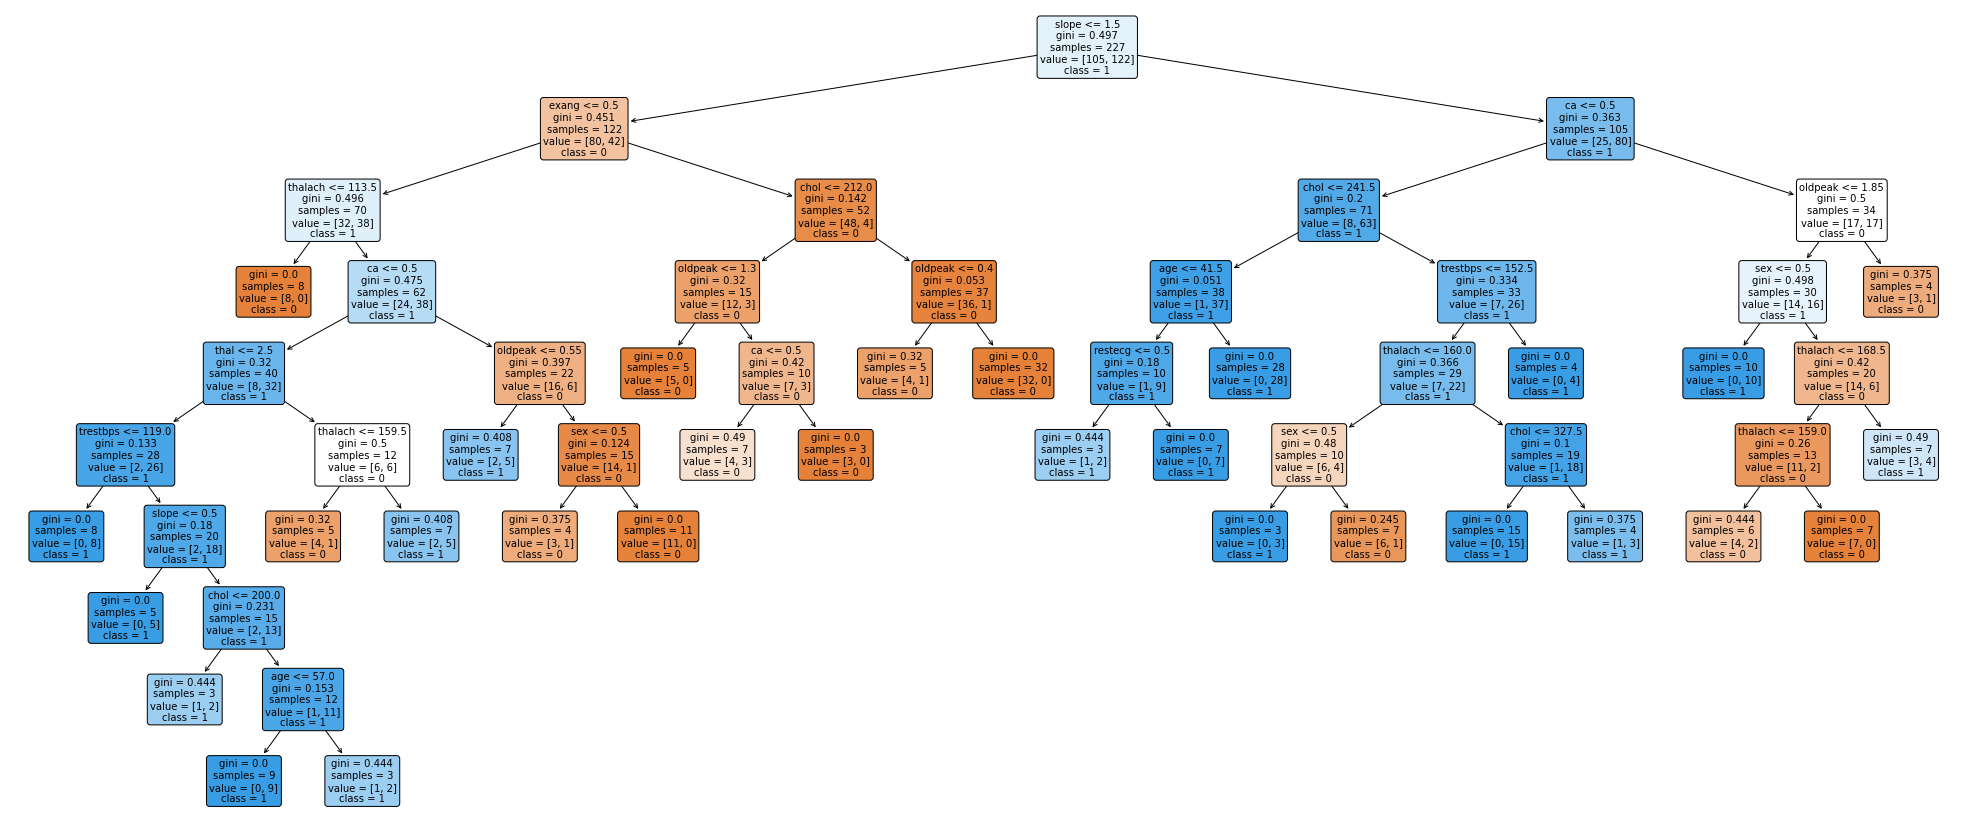 slope <= 1.5
gini = 0.497
samples = 227
value = [105, 122]
class = 1
exang <= 0.5
gini = 0.451
samples = 122
value = [80, 42]
class = 0
ca <= 0.5
gini = 0.363
samples = 105
value = [25, 80]
class = 1
thalach <= 113.5
gini = 0.496
samples = 70
value = [32, 38]
class = 1
chol <= 212.0
gini = 0.142
samples = 52
value = [48, 4]
class = 0
chol <= 241.5
gini = 0.2
samples = 71
value = [8, 63]
class = 1
oldpeak <= 1.85
gini = 0.5
samples = 34
value = [17, 17]
class = 0
gini = 0.0
samples = 8
value = [8, 0]
class = 0
ca <= 0.5
gini = 0.475
samples = 62
value = [24, 38]
class = 1
oldpeak <= 1.3
gini = 0.32
samples = 15
value = [12, 3]
class = 0
oldpeak <= 0.4
gini = 0.053
samples = 37
value = [36, 1]
class = 0
age <= 41.5
gini = 0.051
samples = 38
value = [1, 37]
class = 1
trestbps <= 152.5
gini = 0.334
samples = 33
value = [7, 26]
class = 1
sex <= 0.5
gini = 0.498
samples = 30
value = [14, 16]
class = 1
gini = 0.375
samples = 4
value = [3, 1]
class = 0
thal <= 2.5
gini = 0.32
samples = 40
value = [8, 32]
class = 1
oldpeak <= 0.55
gini = 0.397
samples = 22
value = [16, 6]
class = 0
gini = 0.0
samples = 5
value = [5, 0]
class = 0
ca <= 0.5
gini = 0.42
samples = 10
value = [7, 3]
class = 0
gini = 0.32
samples = 5
value = [4, 1]
class = 0
gini = 0.0
samples = 32
value = [32, 0]
class = 0
restecg <= 0.5
gini = 0.18
samples = 10
value = [1, 9]
class = 1
gini = 0.0
samples = 28
value = [0, 28]
class = 1
thalach <= 160.0
gini = 0.366
samples = 29
value = [7, 22]
class = 1
gini = 0.0
samples = 4
value = [0, 4]
class = 1
gini = 0.0
samples = 10
value = [0, 10]
class = 1
thalach <= 168.5
gini = 0.42
samples = 20
value = [14, 6]
class = 0
trestbps <= 119.0
gini = 0.133
samples = 28
value = [2, 26]
class = 1
thalach <= 159.5
gini = 0.5
samples = 12
value = [6, 6]
class = 0
gini = 0.408
samples = 7
value = [2, 5]
class = 1
sex <= 0.5
gini = 0.124
samples = 15
value = [14, 1]
class = 0
gini = 0.49
samples = 7
value = [4, 3]
class = 0
gini = 0.0
samples = 3
value = [3, 0]
class = 0
gini = 0.444
samples = 3
value = [1, 2]
class = 1
gini = 0.0
samples = 7
value = [0, 7]
class = 1
sex <= 0.5
gini = 0.48
samples = 10
value = [6, 4]
class = 0
chol <= 327.5
gini = 0.1
samples = 19
value = [1, 18]
class = 1
thalach <= 159.0
gini = 0.26
samples = 13
value = [11, 2]
class = 0
gini = 0.49
samples = 7
value = [3, 4]
class = 1
gini = 0.0
samples = 8
value = [0, 8]
class = 1
slope <= 0.5
gini = 0.18
samples = 20
value = [2, 18]
class = 1
gini = 0.32
samples = 5
value = [4, 1]
class = 0
gini = 0.408
samples = 7
value = [2, 5]
class = 1
gini = 0.375
samples = 4
value = [3, 1]
class = 0
gini = 0.0
samples = 11
value = [11, 0]
class = 0
gini = 0.0
samples = 3
value = [0, 3]
class = 1
gini = 0.245
samples = 7
value = [6, 1]
class = 0
gini = 0.0
samples = 15
value = [0, 15]
class = 1
gini = 0.375
samples = 4
value = [1, 3]
class = 1
gini = 0.444
samples = 6
value = [4, 2]
class = 0
gini = 0.0
samples = 7
value = [7, 0]
class = 0
gini = 0.0
samples = 5
value = [0, 5]
class = 1
chol <= 200.0
gini = 0.231
samples = 15
value = [2, 13]
class = 1
gini = 0.444
samples = 3
value = [1, 2]
class = 1
age <= 57.0
gini = 0.153
samples = 12
value = [1, 11]
class = 1
gini = 0.0
samples = 9
value = [0, 9]
class = 1
gini = 0.444
samples = 3
value = [1, 2]
class = 1